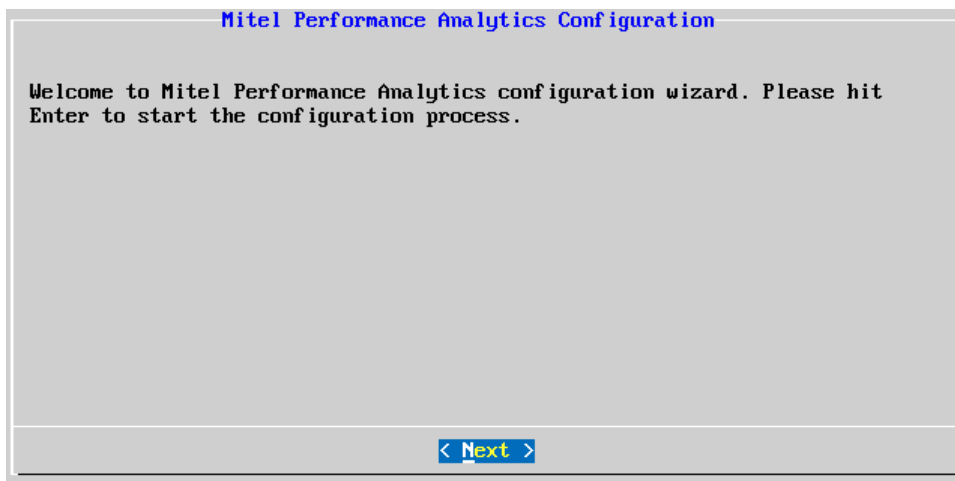 Mitel Performance Analytics Configuration
Welcome to Mitel Performance Analytics configuration wizard. Please hit
Enter to start the configuration process.
< Next >